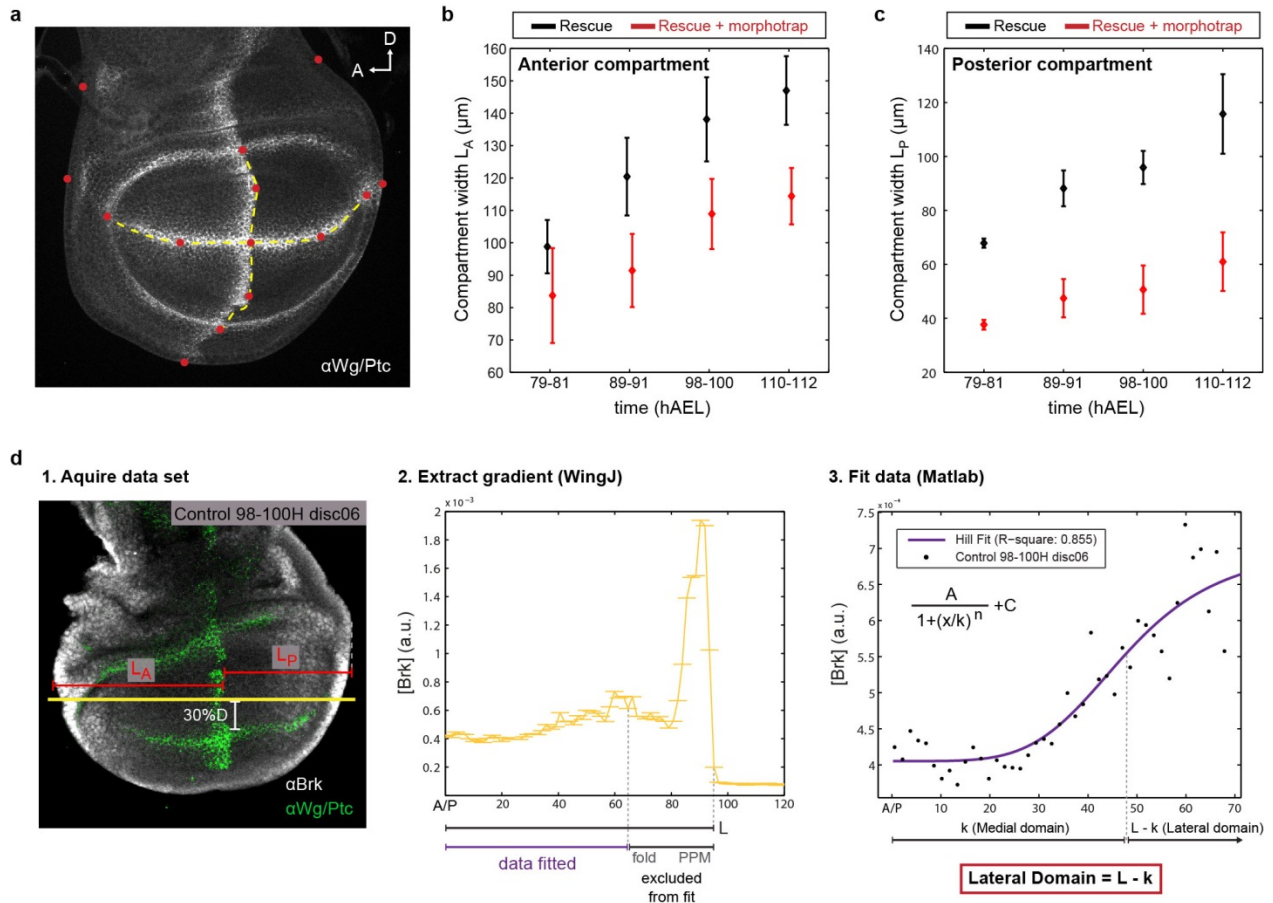 a
D
A
αWg/Ptc
b
Rescue Rescue + morphotrap
Anterior compartment
Compartment width L_A (μm)
160
150
140
130
120
110
100
90
80
70
60
79-81 89-91 98-100 110-112
time (hAEL)
c
Rescue Rescue + morphotrap
Posterior compartment
Compartment width L_P (μm)
140
120
100
80
60
40
20
79-81 89-91 98-100 110-112
time (hAEL)
d
1. Aquire data set
Control 98-100H disc06
L_A L_P
30%D
αBrk
αWg/Ptc
2. Extract gradient (WingJ)
x 10⁻³
[Brk] (a.u.)
2
1.8
1.4
1
0.6
0.4
0.2
A/P 20 40 60 80 100 120
L
data fitted
fold PPM
excluded
from fit
3. Fit data (Matlab)
x 10⁻⁴
[Brk] (a.u.)
7.5
7
6.5
6
5.5
5
4.5
4
Hill Fit (R−square: 0.855)
Control 98-100H disc06
A
1+(x/k)ⁿ
+C
A/P 10 20 30 40 50 60 70
k (Medial domain) L - k (Lateral domain)
Lateral Domain = L - k